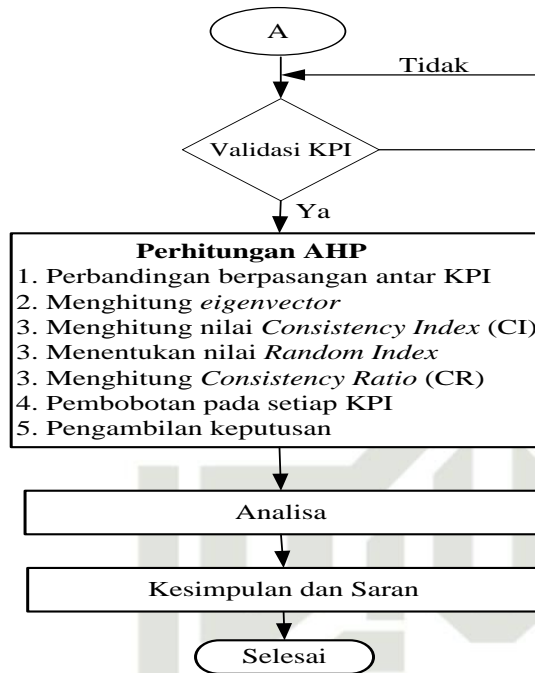 A
Tidak
Validasi KPI
Ya
Perhitungan AHP
1. Perbandingan berpasangan antar KPI
2. Menghitung eigenvector
3. Menghitung nilai Consistency Index (CI)
3. Menentukan nilai Random Index
3. Menghitung Consistency Ratio (CR)
4. Pembobotan pada setiap KPI
5. Pengambilan keputusan
Analisa
Kesimpulan dan Saran
Selesai